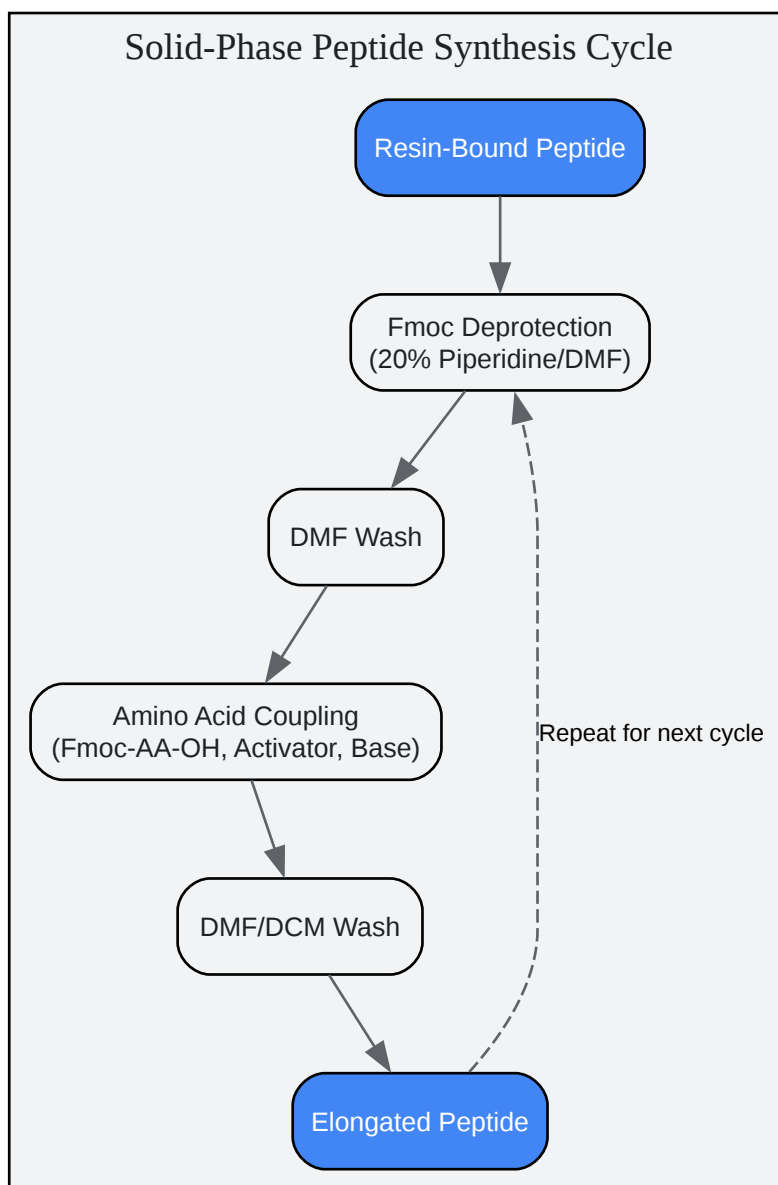 Solid-Phase Peptide Synthesis Cycle
Resin-Bound Peptide
Fmoc Deprotection
(20% Piperidine/DMF)
DMF Wash
Amino Acid Coupling
(Fmoc-AA-OH, Activator, Base)
Repeat for next cycle
DMF/DCM Wash
Elongated Peptide